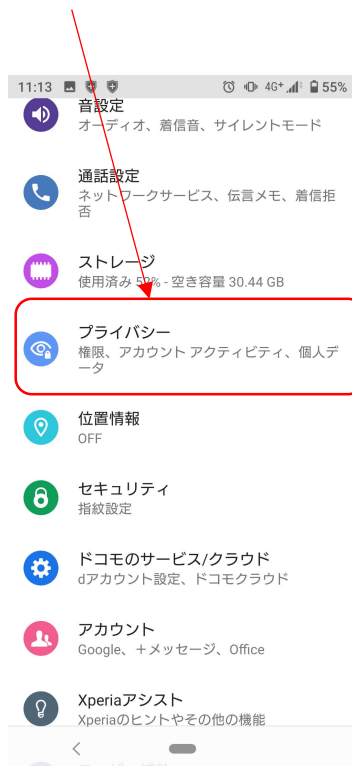 11:13 4G+ 55%
音設定
オーディオ、着信音、サイレントモード
通話設定
ネットワークサービス、伝言メモ、着信拒
否
ストレージ
使用済み 52% - 空き容量 30.44 GB
プライバシー
権限、アカウント アクティビティ、個人デ
ータ
位置情報
OFF
セキュリティ
指紋設定
ドコモのサービス/クラウド
dアカウント設定、ドコモクラウド
アカウント
Google、＋メッセージ、Office
Xperiaアシスト
Xperiaのヒントやその他の機能